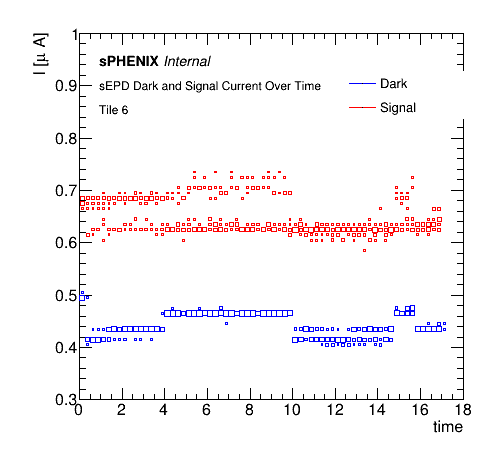 I [μ A]
1
sPHENIX Internal
sEPD Dark and Signal Current Over Time
Tile 6
Dark
Signal
0.9
0.8
0.7
0.6
0.5
0.4
0.3
0 2 4 6 8 10 12 14 16 18
time